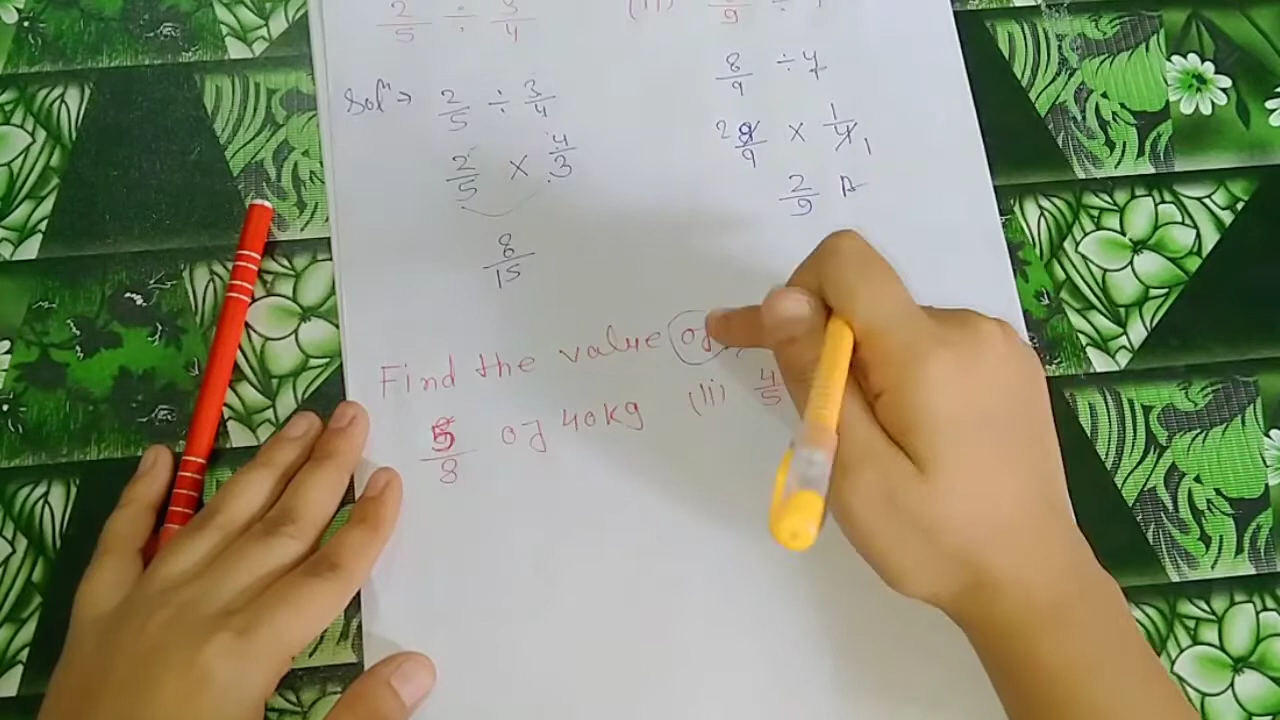 2/5 ÷ 3/4 (ii) 8/9 ÷
Solⁿ → 2/5 ÷ 3/4
2/5 × 4/3
8/15
8/9 ÷ 4
2 8/9 × 1/4 1
2/9 A
Find the value of
5/8 of 40kg (ii) 4/5